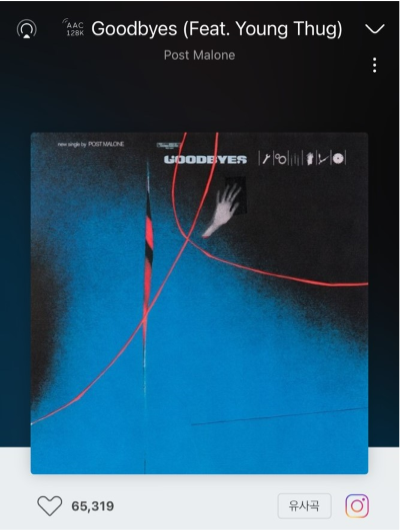 AAC
128K
Goodbyes (Feat. Young Thug)
Post Malone
new single by POST MALONE
GOODBYES
65,319
유사곡